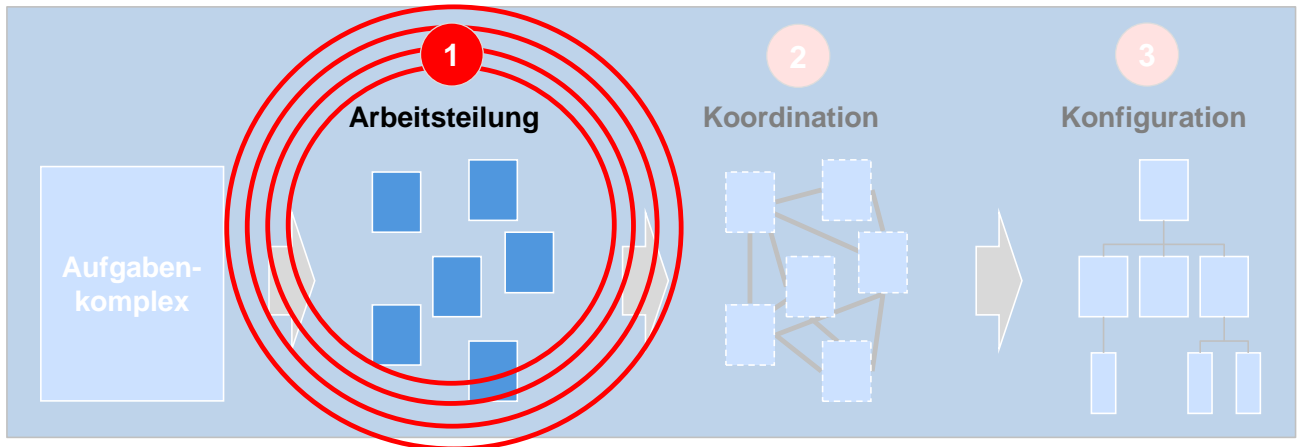 1
2
3
Arbeitsteilung
Koordination
Konfiguration
Aufgaben-
komplex